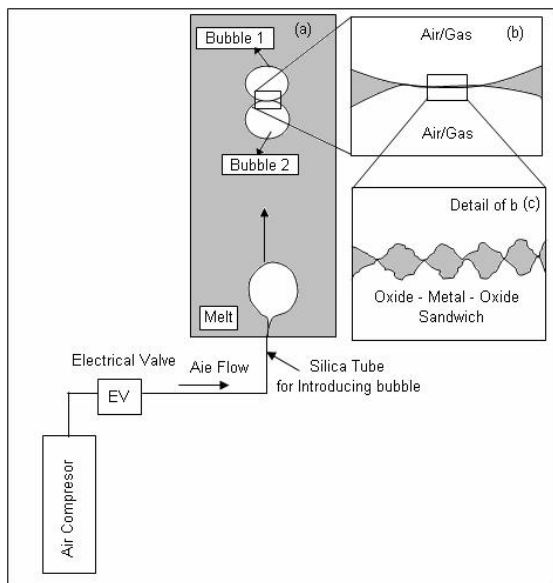 (a)
Bubble 1
Bubble 2
Melt
Air/Gas
(b)
Air/Gas
Detail of b (c)
Oxide - Metal - Oxide
Sandwich
Electrical Valve
EV
Aie Flow
Silica Tube
for Introducing bubble
Air Compresor